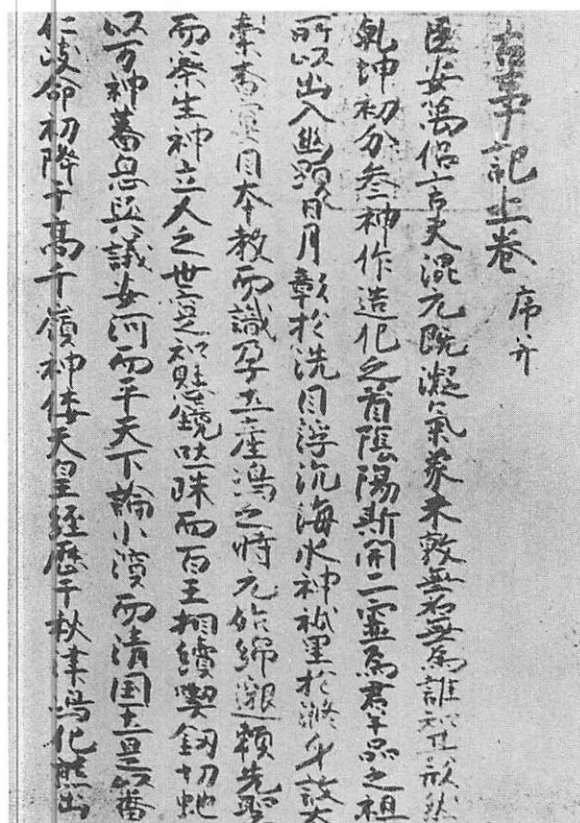 古事記上卷 序并
臣安萬侶言夫混元既凝氣象未效無名無爲誰知其形然
乾坤初分參神作造化之首陰陽斯開二霊爲群品之祖
所以出入幽顯日月彰於洗目浮沉海水神祇呈於滌身故太
素杳冥因本教而識孕土産嶋之時元始綿邈頼先聖
而察生神立人之世寔知懸鏡吐珠而百王相續喫釼切虵
以万神蕃息與議安河而平天下論小濱而清国土是以番
仁岐命初降于高千嶺神倭天皇經歷于秋津嶋化熊出